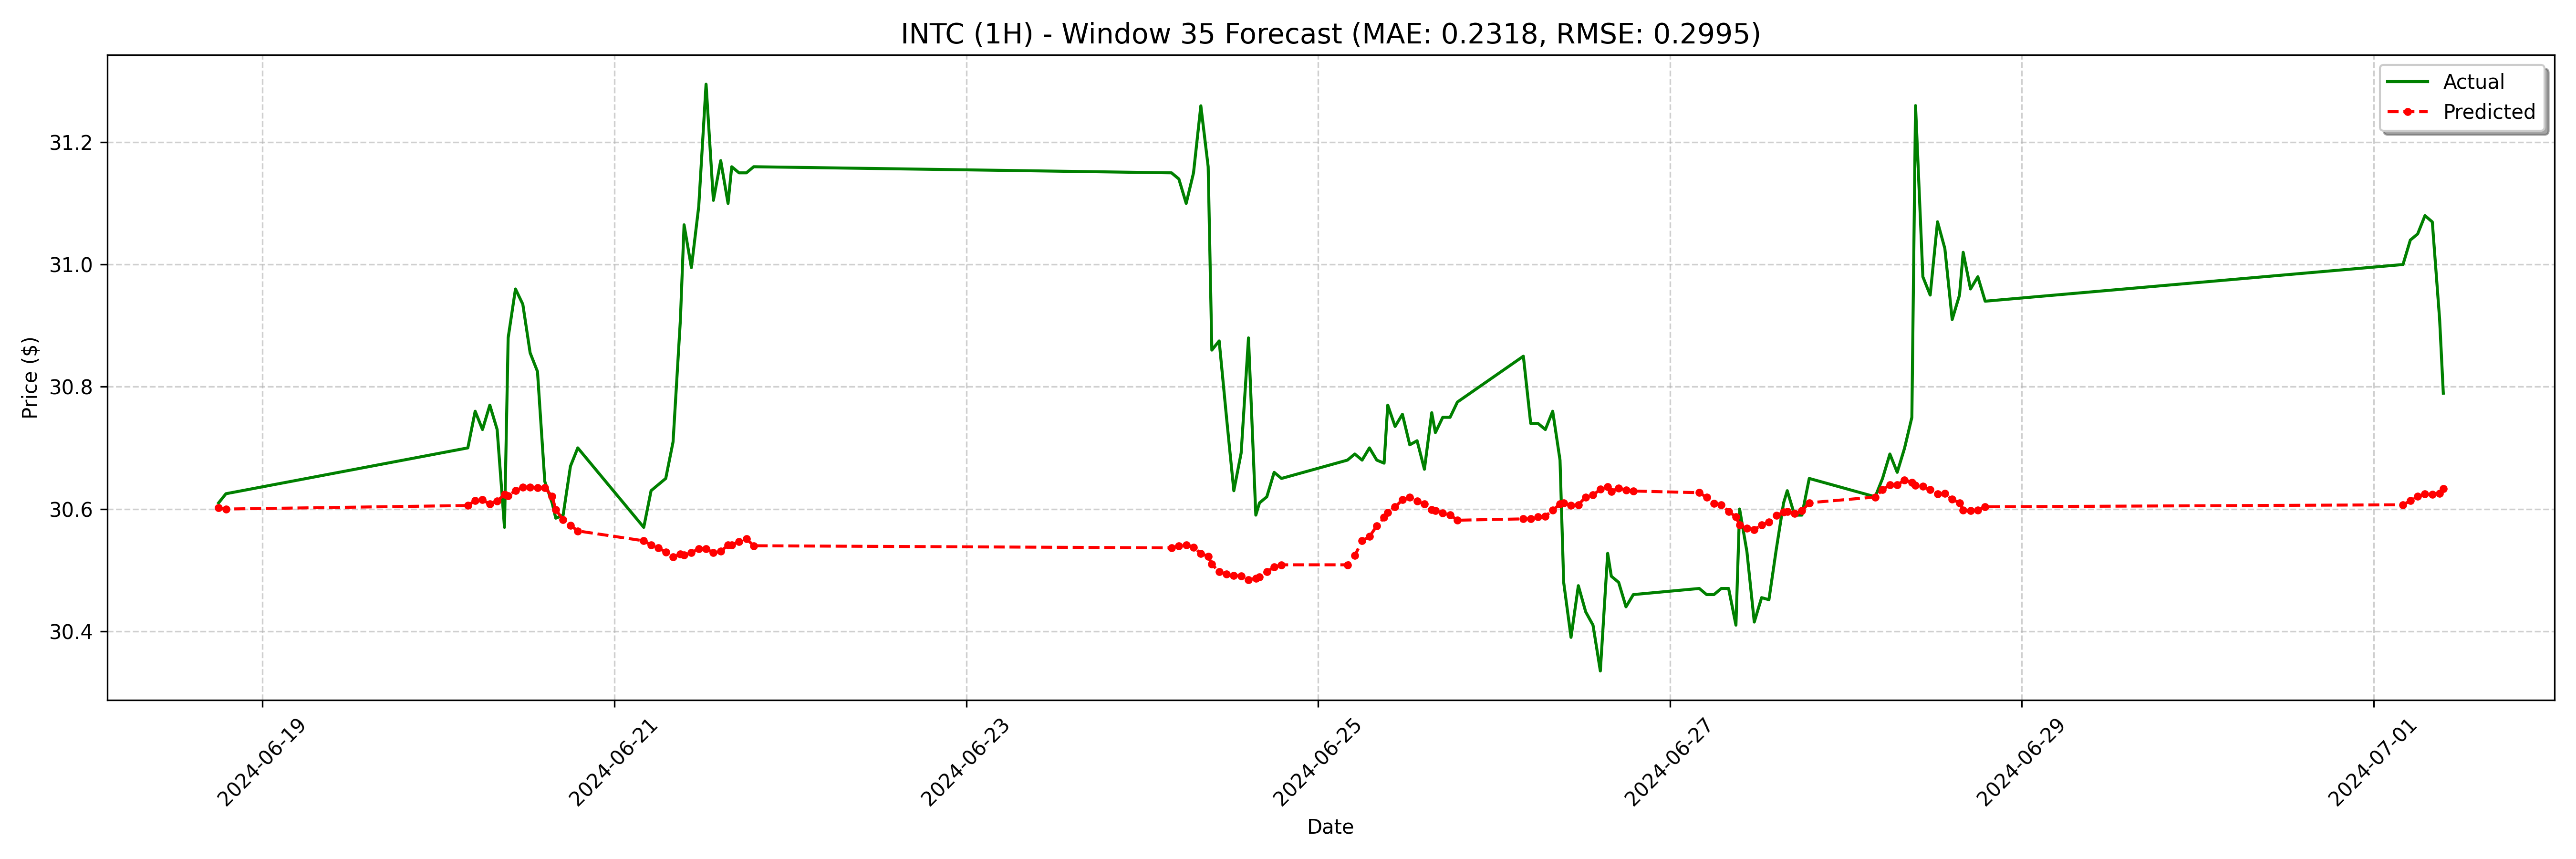 INTC (1H) - Window 35 Forecast (MAE: 0.2318, RMSE: 0.2995)
Actual
Predicted
Price ($)
31.2
31.0
30.8
30.6
30.4
2024-06-19
2024-06-21
2024-06-23
2024-06-25
2024-06-27
2024-06-29
2024-07-01
Date